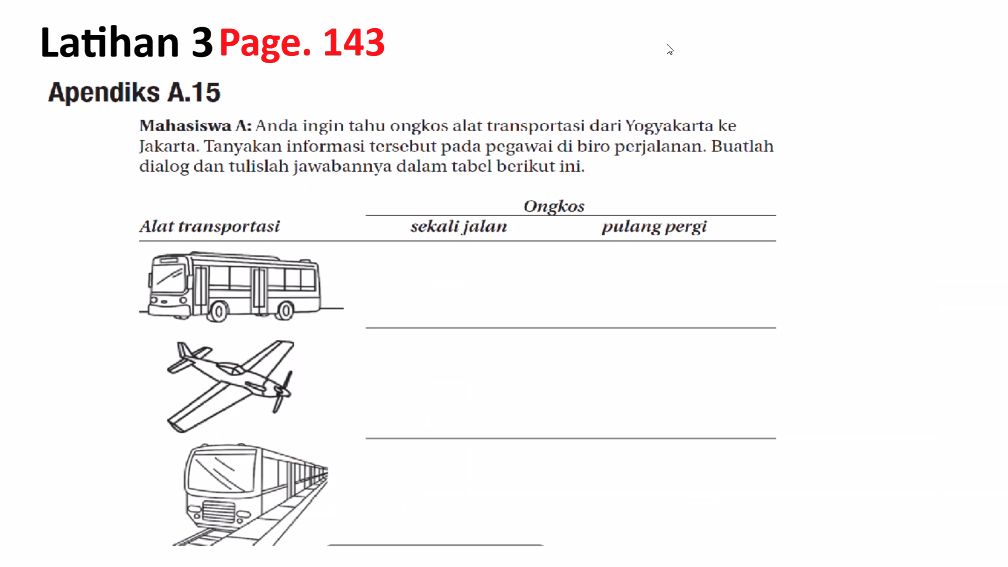 Latihan 3 Page. 143
Apendiks A.15
Mahasiswa A: Anda ingin tahu ongkos alat transportasi dari Yogyakarta ke
Jakarta. Tanyakan informasi tersebut pada pegawai di biro perjalanan. Buatlah
dialog dan tulislah jawabannya dalam tabel berikut ini.
Ongkos
Alat transportasi sekali jalan pulang pergi